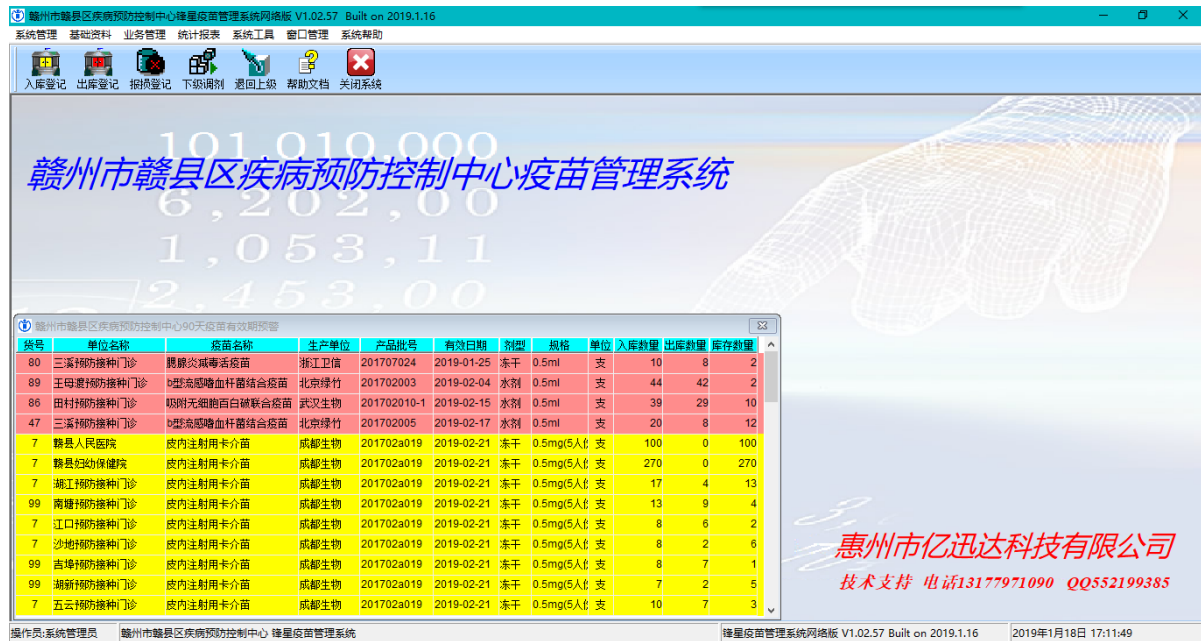 赣州市赣县区疾病预防控制中心锋星疫苗管理系统网络版 V1.02.57 Built on 2019.1.16
系统管理 基础资料 业务管理 统计报表 系统工具 窗口管理 系统帮助
入库登记 出库登记 报损登记 下级调剂 退回上级 帮助文档 关闭系统
101,010,000
赣州市赣县区疾病预防控制中心疫苗管理系统
6,202,00
1,053,11
2,453,00
赣州市赣县区疾病预防控制中心90天疫苗有效期预警
货号 单位名称 疫苗名称 生产单位 产品批号 有效日期 剂型 规格 单位 入库数量 出库数量 库存数量
80 三溪预防接种门诊 腮腺炎减毒活疫苗 浙江卫信 201707024 2019-01-25 冻干 0.5ml 支 10 8 2
89 王母渡预防接种门诊 b型流感嗜血杆菌结合疫苗 北京绿竹 201702003 2019-02-04 水剂 0.5ml 支 44 42 2
86 田村预防接种门诊 吸附无细胞百白破联合疫苗 武汉生物 201702010-1 2019-02-15 水剂 0.5ml 支 39 29 10
47 三溪预防接种门诊 b型流感嗜血杆菌结合疫苗 北京绿竹 201702005 2019-02-17 水剂 0.5ml 支 20 8 12
7 赣县人民医院 皮内注射用卡介苗 成都生物 201702a019 2019-02-21 冻干 0.5mg(5人 支 100 0 100
7 赣县妇幼保健院 皮内注射用卡介苗 成都生物 201702a019 2019-02-21 冻干 0.5mg(5人 支 270 0 270
7 湖江预防接种门诊 皮内注射用卡介苗 成都生物 201702a019 2019-02-21 冻干 0.5mg(5人 支 17 4 13
99 南塘预防接种门诊 皮内注射用卡介苗 成都生物 201702a019 2019-02-21 冻干 0.5mg(5人 支 13 9 4
7 江口预防接种门诊 皮内注射用卡介苗 成都生物 201702a019 2019-02-21 冻干 0.5mg(5人 支 8 6 2
7 沙地预防接种门诊 皮内注射用卡介苗 成都生物 201702a019 2019-02-21 冻干 0.5mg(5人 支 8 2 6
99 吉埠预防接种门诊 皮内注射用卡介苗 成都生物 201702a019 2019-02-21 冻干 0.5mg(5人 支 8 7 1
99 湖新预防接种门诊 皮内注射用卡介苗 成都生物 201702a019 2019-02-21 冻干 0.5mg(5人 支 7 2 5
7 五云预防接种门诊 皮内注射用卡介苗 成都生物 201702a019 2019-02-21 冻干 0.5mg(5人 支 10 7 3
惠州市亿迅达科技有限公司
技术支持 电话13177971090 QQ552199385
操作员:系统管理员 赣州市赣县区疾病预防控制中心 锋星疫苗管理系统 锋星疫苗管理系统网络版 V1.02.57 Built on 2019.1.16 2019年1月18日 17:11:49